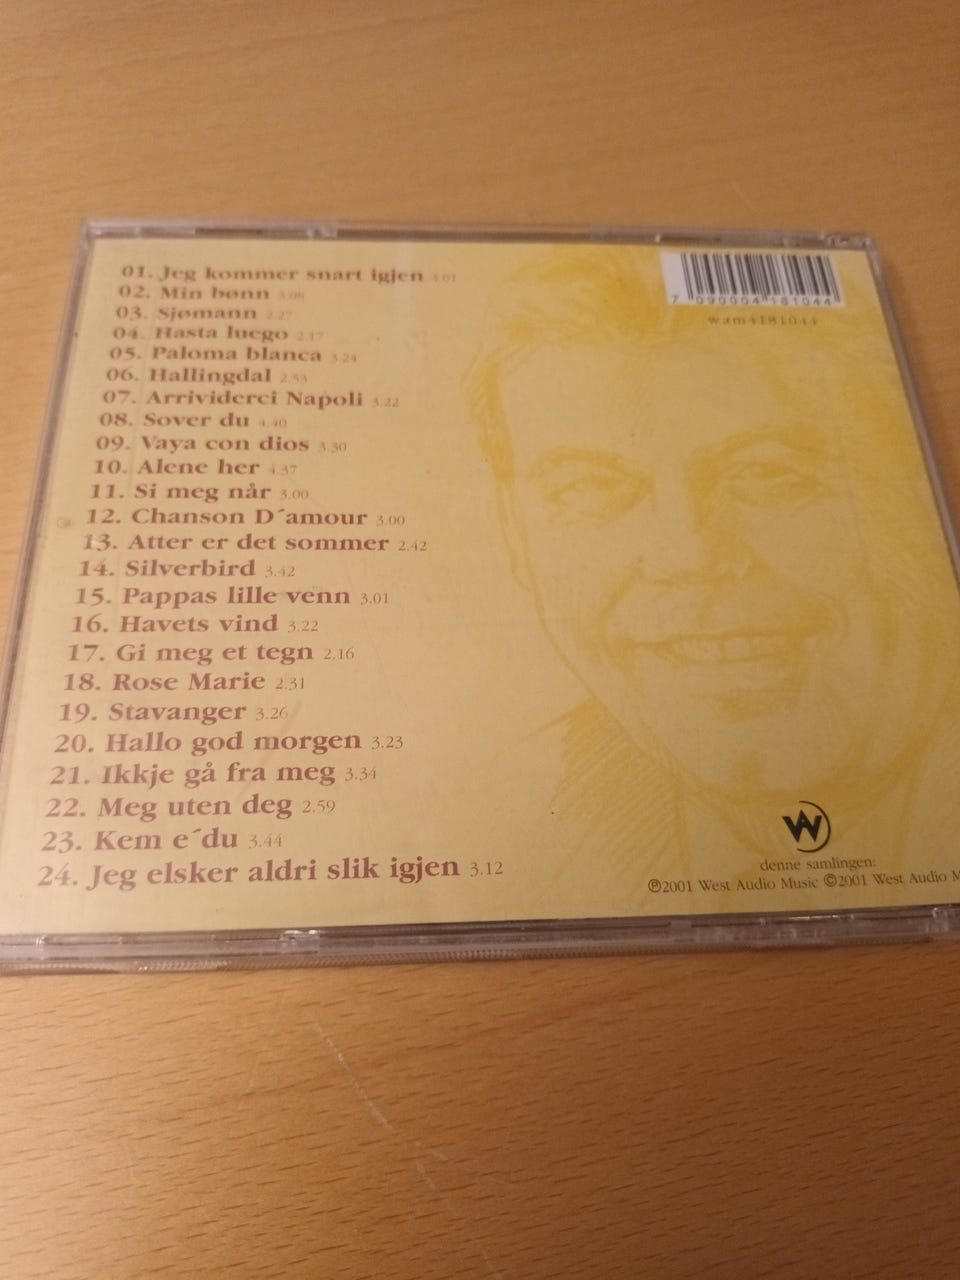 01. Jeg kommer snart igjen 4.01
02. Min bønn 3.08
03. Sjømann 2.27
04. Hasta luego 2.17
05. Paloma blanca 3.24
06. Hallingdal 2.53
07. Arrividerci Napoli 3.22
08. Sover du 4.40
09. Vaya con dios 3.30
10. Alene her 4.37
11. Si meg når 3.00
12. Chanson D´amour 3.00
13. Atter er det sommer 2.42
14. Silverbird 3.42
15. Pappas lille venn 3.01
16. Havets vind 3.22
17. Gi meg et tegn 2.16
18. Rose Marie 2.31
19. Stavanger 3.26
20. Hallo god morgen 3.23
21. Ikkje gå fra meg 3.34
22. Meg uten deg 2.59
23. Kem e´du 3.44
24. Jeg elsker aldri slik igjen 3.12
7 090004 181044
wam4181044
denne samlingen:
℗2001 West Audio Music ©2001 West Audio M